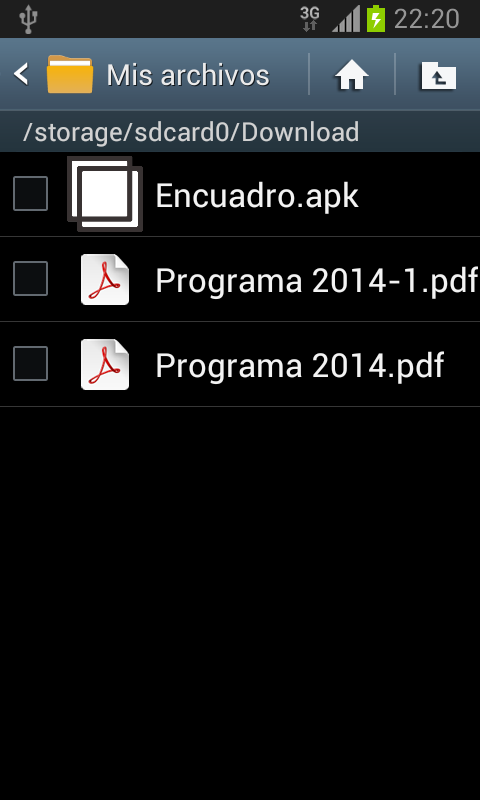 3G 22:20
Mis archivos
/storage/sdcard0/Download
Encuadro.apk
Programa 2014-1.pdf
Programa 2014.pdf